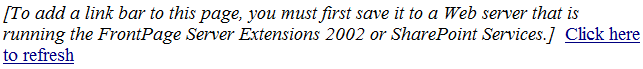 [To add a link bar to this page, you must first save it to a Web server that is
running the FrontPage Server Extensions 2002 or SharePoint Services.]  Click here
to refresh